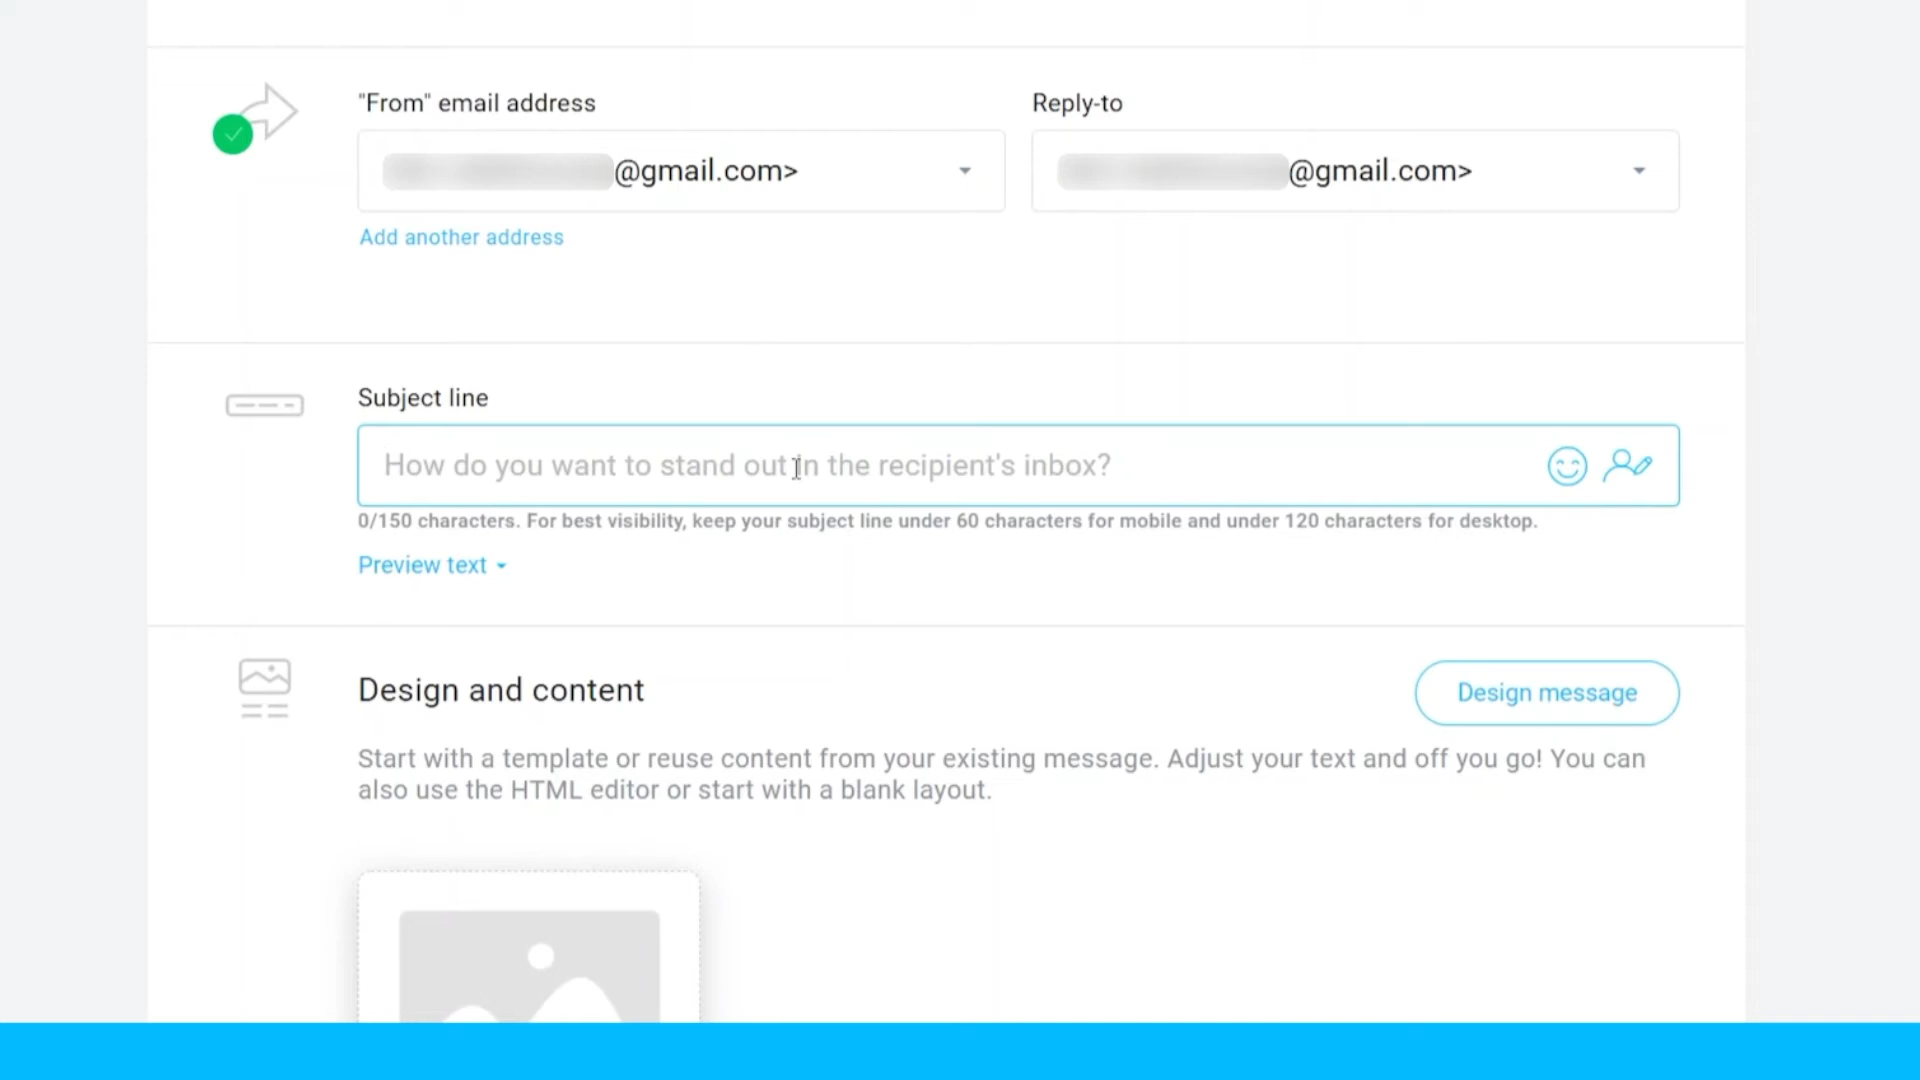 "From" email address
Reply-to
@gmail.com>
@gmail.com>
Add another address
Subject line
How do you want to stand out in the recipient's inbox?
0/150 characters. For best visibility, keep your subject line under 60 characters for mobile and under 120 characters for desktop.
Preview text
Design and content
Design message
Start with a template or reuse content from your existing message. Adjust your text and off you go! You can
also use the HTML editor or start with a blank layout.